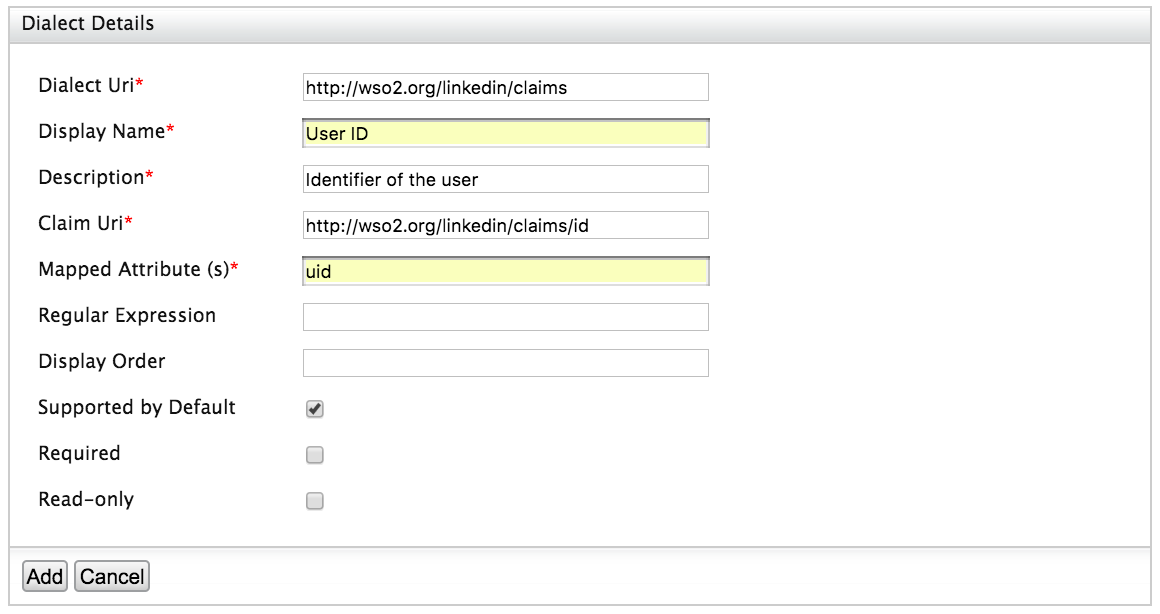 Dialect Details
Dialect Uri* http://wso2.org/linkedin/claims
Display Name* User ID
Description* Identifier of the user
Claim Uri* http://wso2.org/linkedin/claims/id
Mapped Attribute (s)* uid
Regular Expression
Display Order
Supported by Default
Required
Read-only
Add Cancel